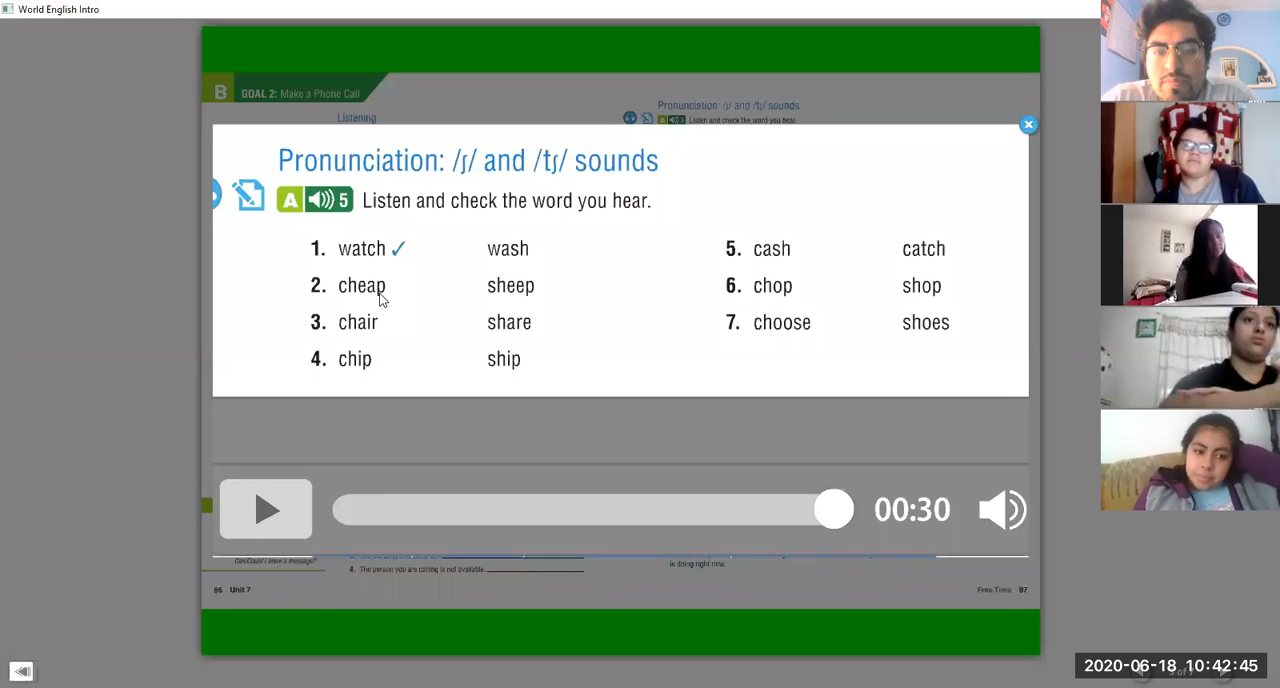 World English Intro
B GOAL 2: Make a Phone Call
Listening
Pronunciation: /ʃ/ and /tʃ/ sounds
Listen and check the word you hear.
Pronunciation: /ʃ/ and /tʃ/ sounds
A 5 Listen and check the word you hear.
1. watch ✓ wash
2. cheap sheep
3. chair share
4. chip ship
5. cash catch
6. chop shop
7. choose shoes
00:30
Can/Could I leave a message?
4. The person you are calling is not available.
is doing right now.
86 Unit 7
Free Time 87
2020-06-18 10:42:45